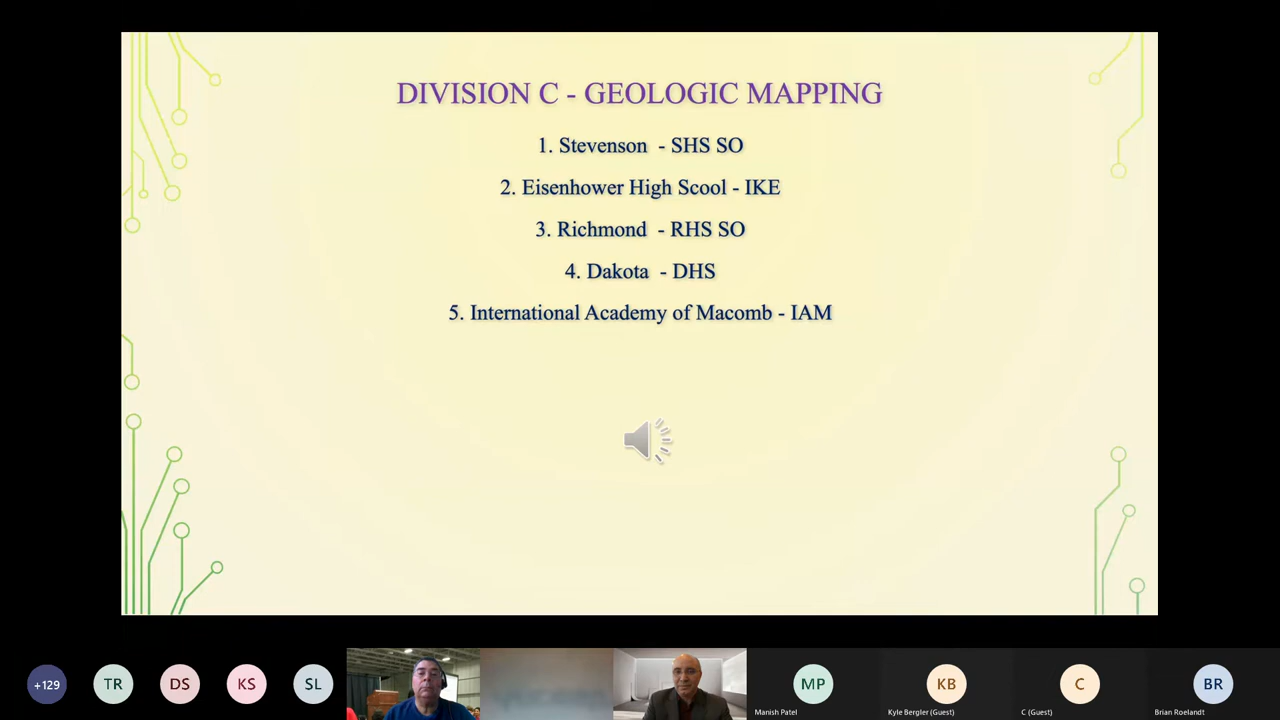 DIVISION C - GEOLOGIC MAPPING
1. Stevenson - SHS SO
2. Eisenhower High Scool - IKE
3. Richmond - RHS SO
4. Dakota - DHS
5. International Academy of Macomb - IAM
+129
TR
DS
KS
SL
MP
KB
C
BR
Manish Patel
Kyle Bergler (Guest)
C (Guest)
Brian Roelandt